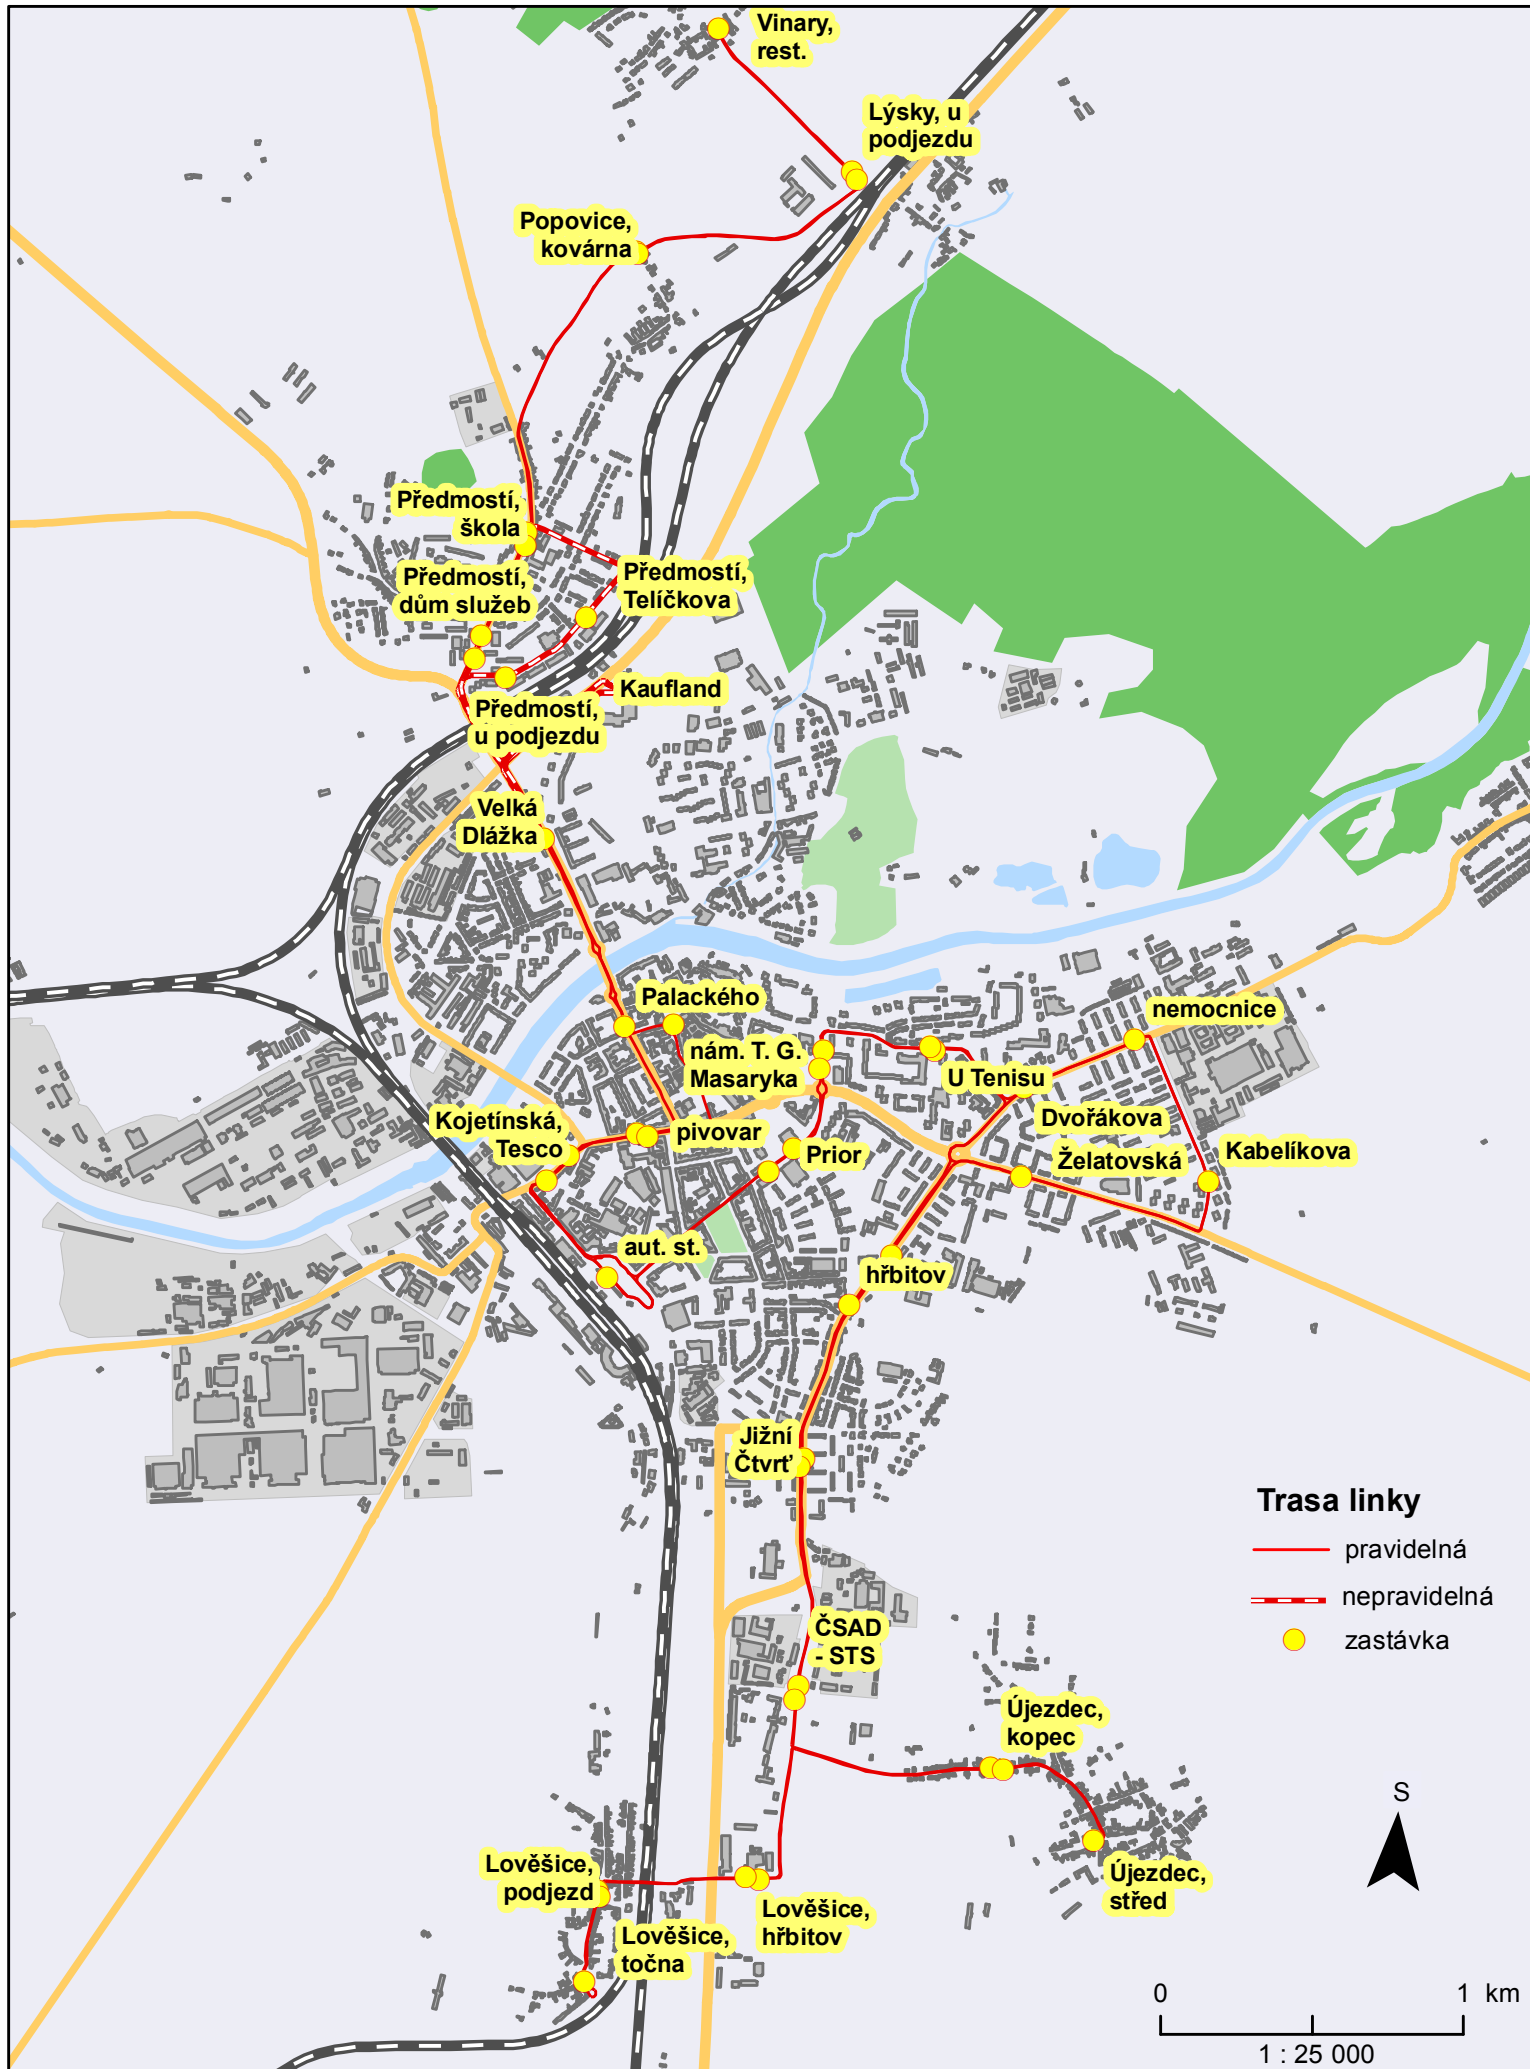 Vinary,
rest.
Lýsky, u
podjezdu
Popovice,
kovárna
Předmostí,
škola
Předmostí,
Telíčkova
Předmostí,
dům služeb
Kaufland
Předmostí,
u podjezdu
Velká
Dlážka
Palackého
nemocnice
nám. T. G.
Masaryka
U Tenisu
Dvořákova
Kojetínská,
Tesco
pivovar
Prior
Želatovská
Kabelíkova
aut. st.
hřbitov
Jižní
Čtvrť
Trasa linky
pravidelná
nepravidelná
zastávka
ČSAD
- STS
Újezdec,
kopec
S
Lověšice,
podjezd
Újezdec,
střed
Lověšice,
hřbitov
Lověšice,
točna
0 1 km
1 : 25 000